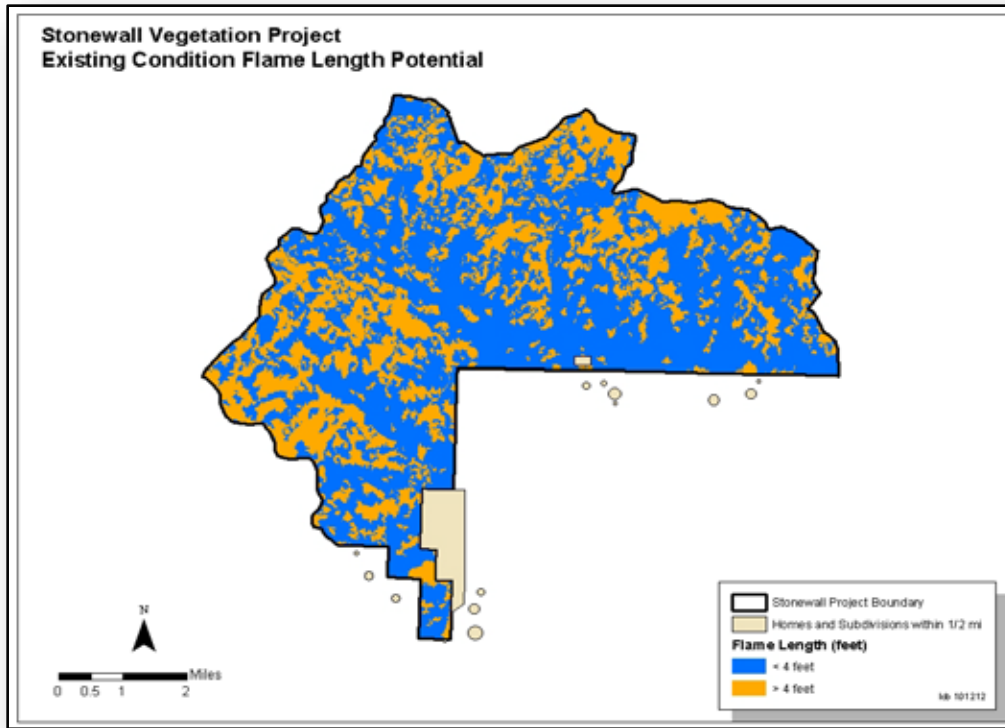 Stonewall Vegetation Project
Existing Condition Flame Length Potential
N
Miles
0 0.5 1 2
Stonewall Project Boundary
Homes and Subdivisions within 1/2 mi
Flame Length (feet)
< 4 feet
> 4 feet
101212